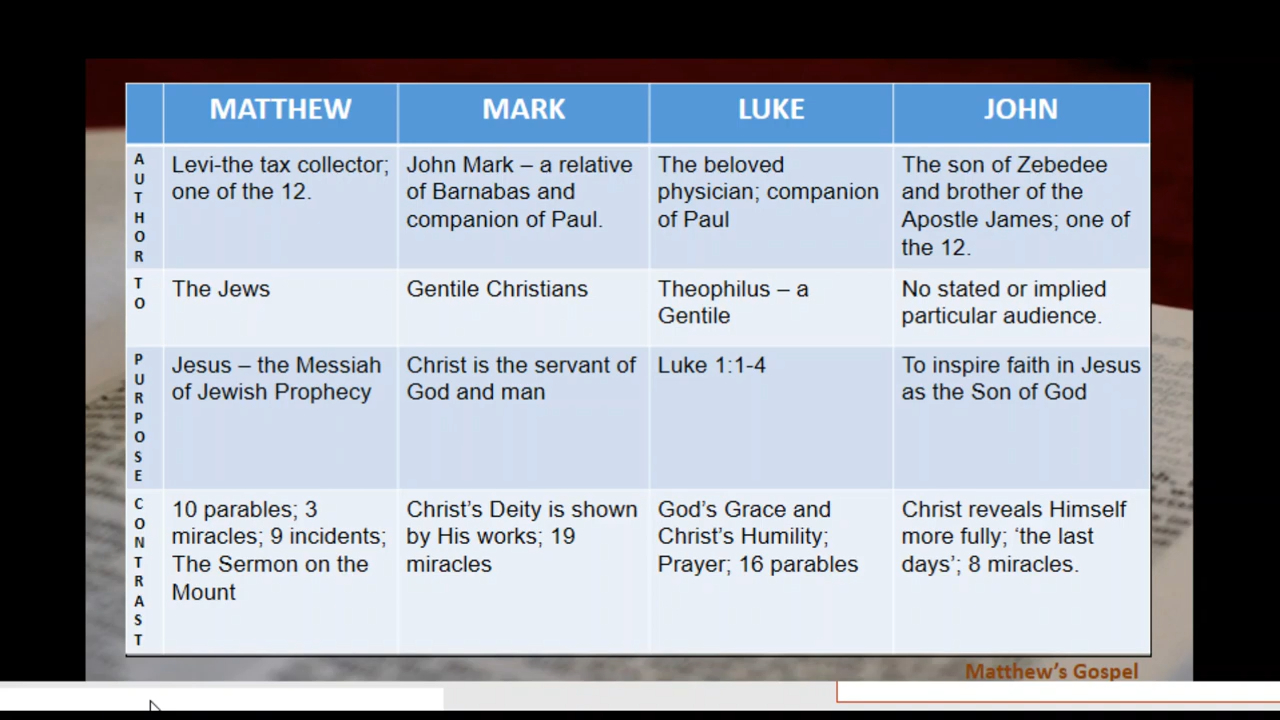 MATTHEW MARK LUKE JOHN
AUTHOR
Levi-the tax collector;
one of the 12.
John Mark – a relative
of Barnabas and
companion of Paul.
The beloved
physician; companion
of Paul
The son of Zebedee
and brother of the
Apostle James; one of
the 12.
TO
The Jews
Gentile Christians
Theophilus – a
Gentile
No stated or implied
particular audience.
PURPOSE
Jesus – the Messiah
of Jewish Prophecy
Christ is the servant of
God and man
Luke 1:1-4
To inspire faith in Jesus
as the Son of God
CONTRAST
10 parables; 3
miracles; 9 incidents;
The Sermon on the
Mount
Christ’s Deity is shown
by His works; 19
miracles
God’s Grace and
Christ’s Humility;
Prayer; 16 parables
Christ reveals Himself
more fully; ‘the last
days’; 8 miracles.
Matthew’s Gospel